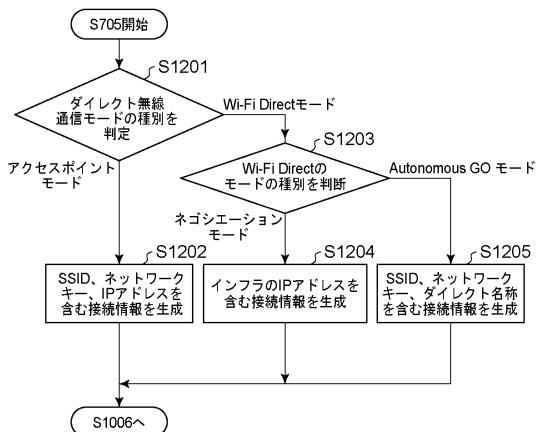 S705開始
S1201
ダイレクト無線
通信モードの種別を
判定
Wi-Fi Directモード
アクセスポイント
モード
S1203
Wi-Fi Directの
モードの種別を判断
Autonomous GO モード
ネゴシエーション
モード
S1202
SSID、ネットワーク
キー、IPアドレスを
含む接続情報を生成
S1204
インフラのIPアドレスを
含む接続情報を生成
S1205
SSID、ネットワーク
キー、ダイレクト名称
を含む接続情報を生成
S1006へ